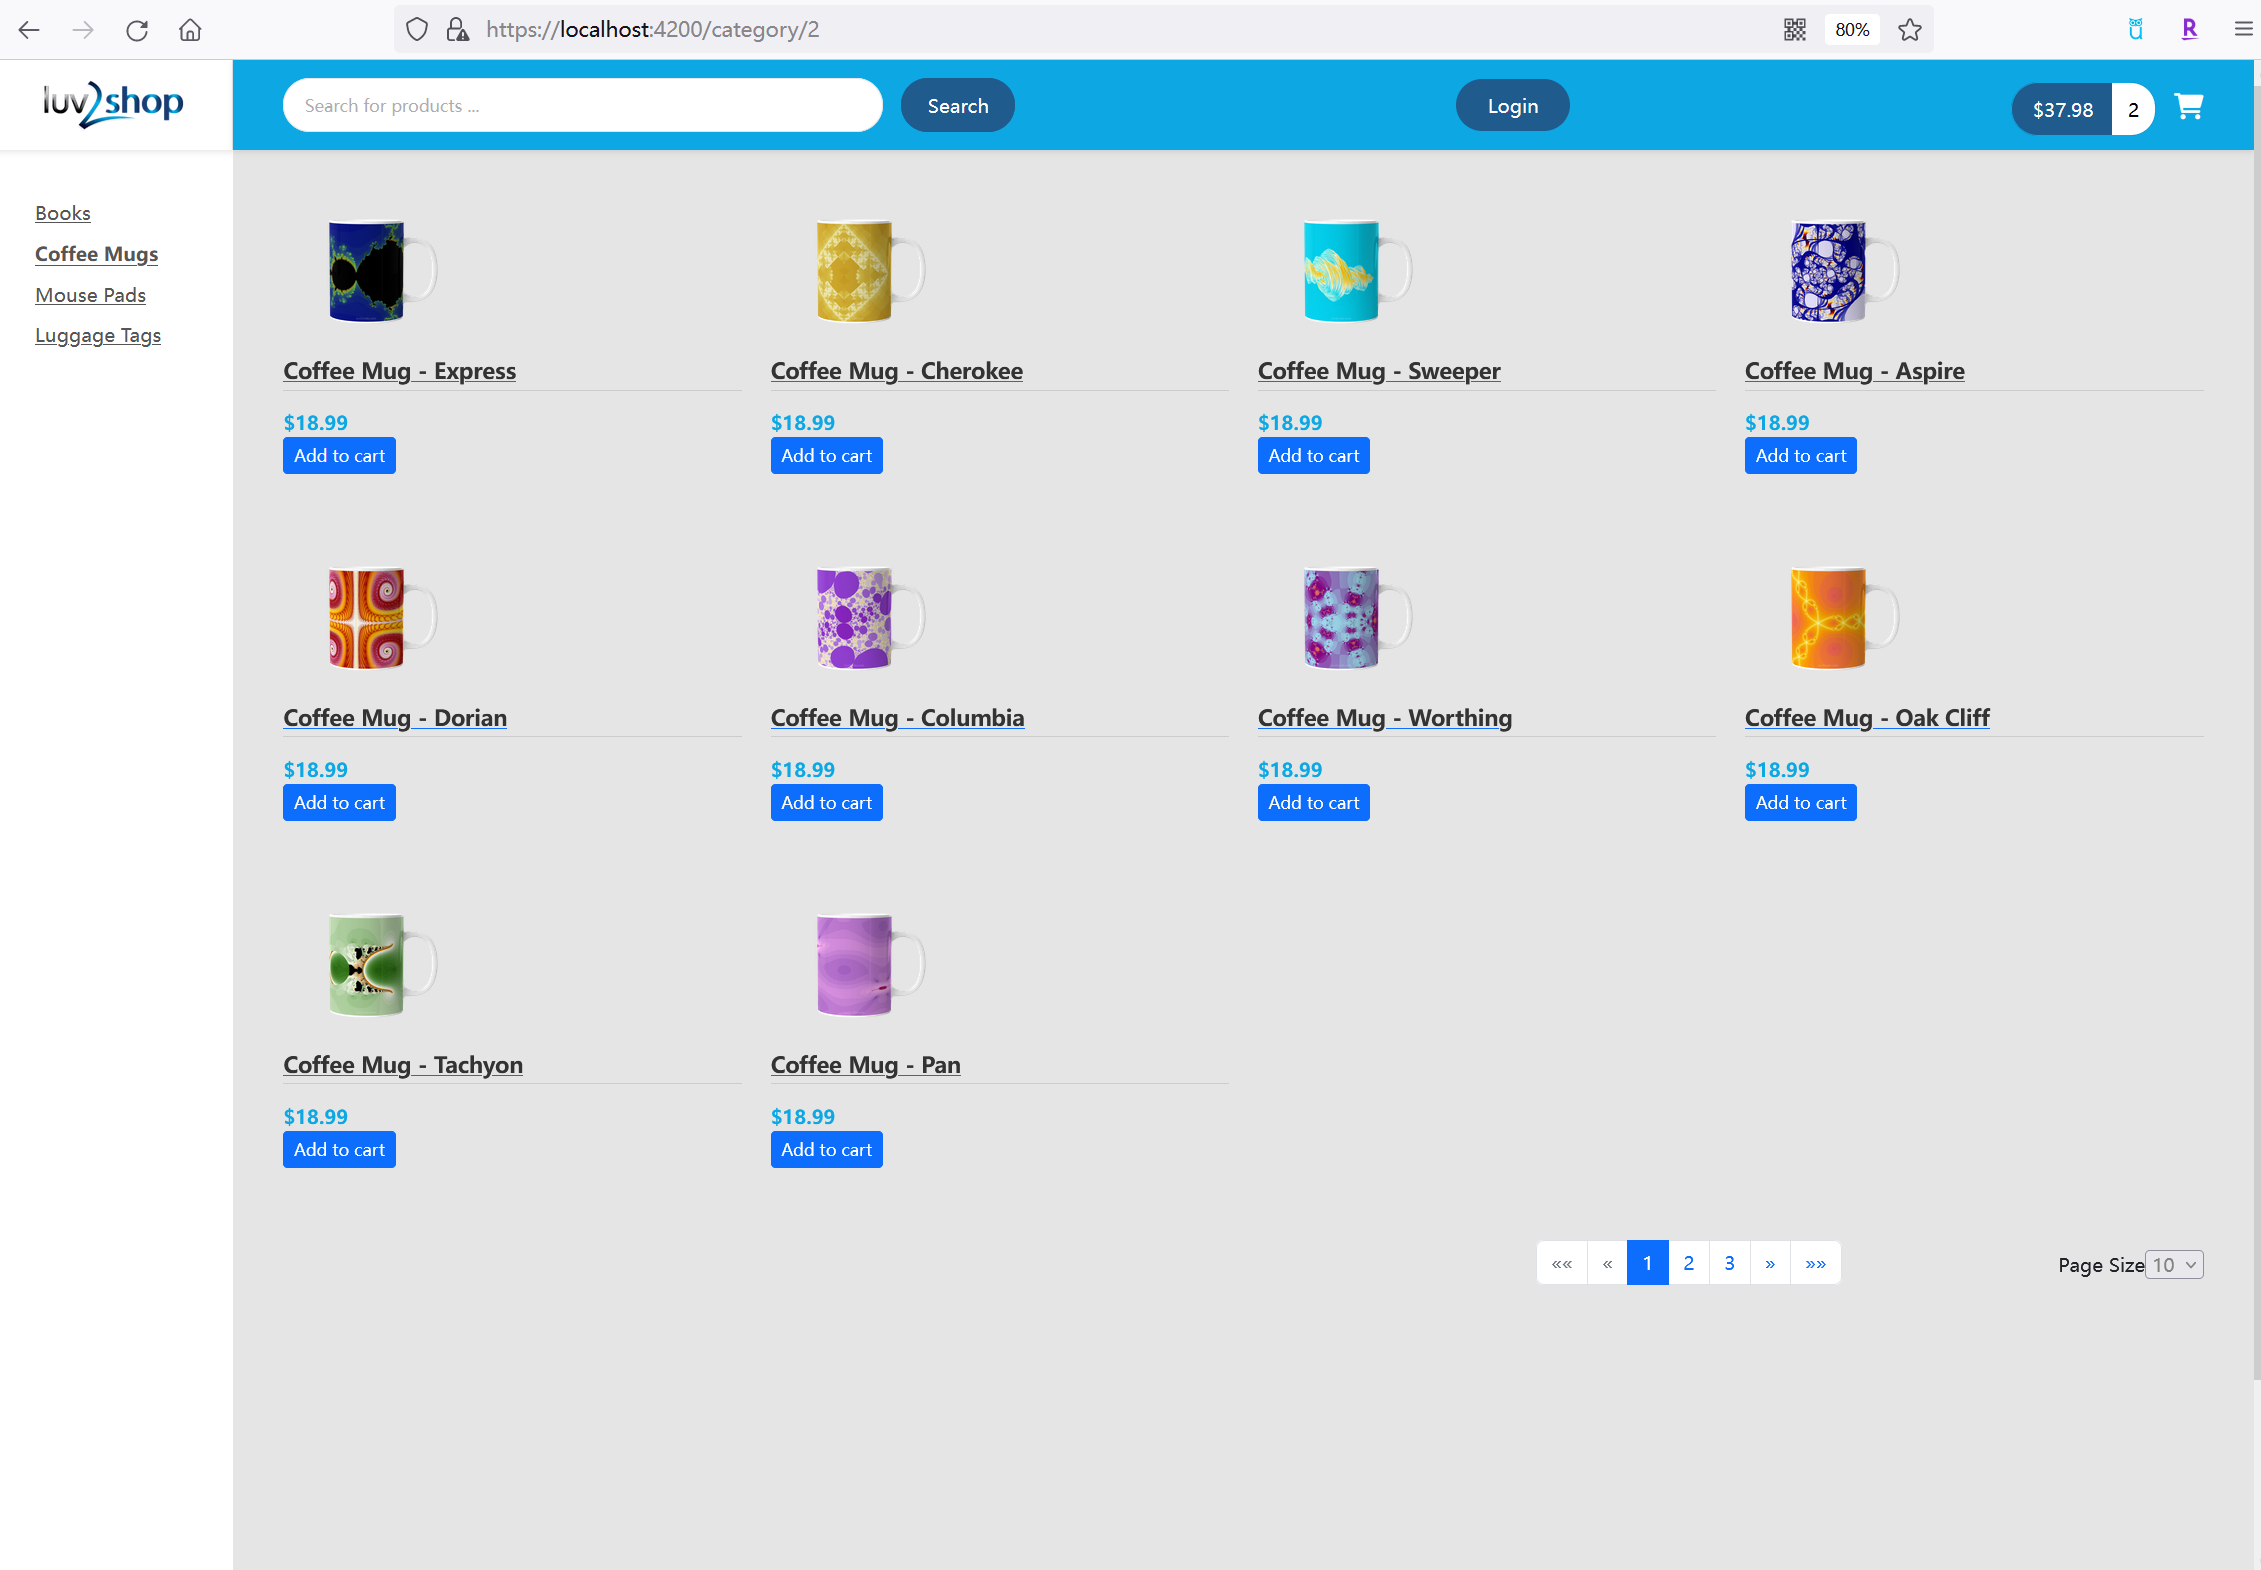 https://localhost:4200/category/2
80%
luv2shop
Search for products ...
Search
Login
$37.98
2
Books
Coffee Mugs
Mouse Pads
Luggage Tags
Coffee Mug - Express
Coffee Mug - Cherokee
Coffee Mug - Sweeper
Coffee Mug - Aspire
$18.99
$18.99
$18.99
$18.99
Add to cart
Add to cart
Add to cart
Add to cart
Coffee Mug - Dorian
Coffee Mug - Columbia
Coffee Mug - Worthing
Coffee Mug - Oak Cliff
$18.99
$18.99
$18.99
$18.99
Add to cart
Add to cart
Add to cart
Add to cart
Coffee Mug - Tachyon
Coffee Mug - Pan
$18.99
$18.99
Add to cart
Add to cart
«« « 1 2 3 » »»
Page Size 10